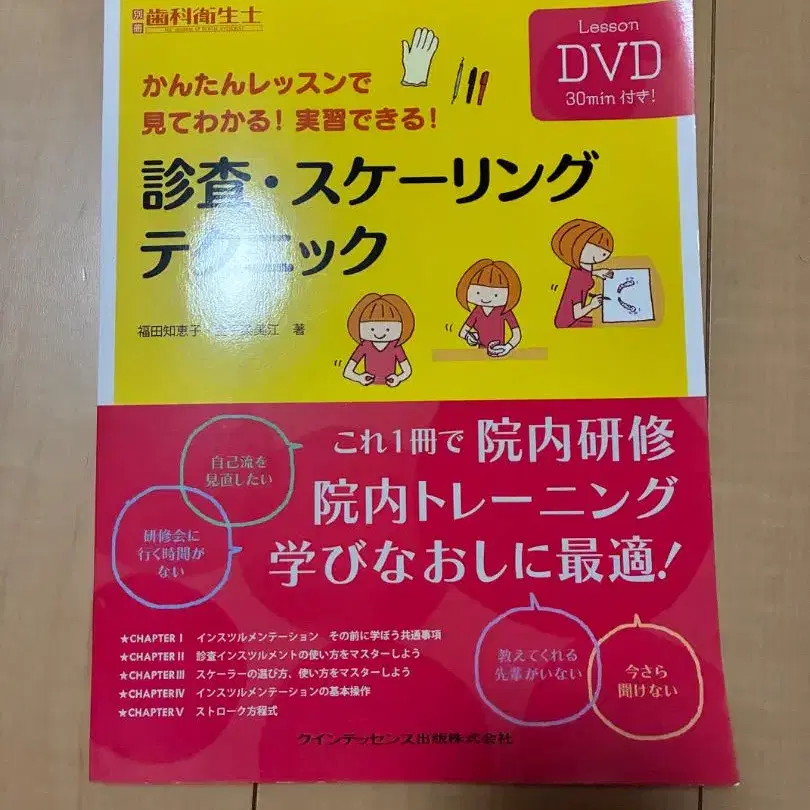 別冊 歯科衛生士
Lesson
DVD
30min 付き!
かんたんレッスンで
見てわかる! 実習できる!
診査・スケーリング
テクニック
福田知恵子 美江 著
これ1冊で 院内研修
院内トレーニング
学びなおしに最適!
自己流を
見直したい
研修会に
行く時間が
ない
教えてくれる
先輩がいない
今さら
聞けない
★CHAPTER I インスツルメンテーション その前に学ぼう共通事項
★CHAPTER II 診査インスツルメントの使い方をマスターしよう
★CHAPTER III スケーラーの選び方、使い方をマスターしよう
★CHAPTER IV インスツルメンテーションの基本操作
★CHAPTER V ストローク方程式
クインテッセンス出版株式会社